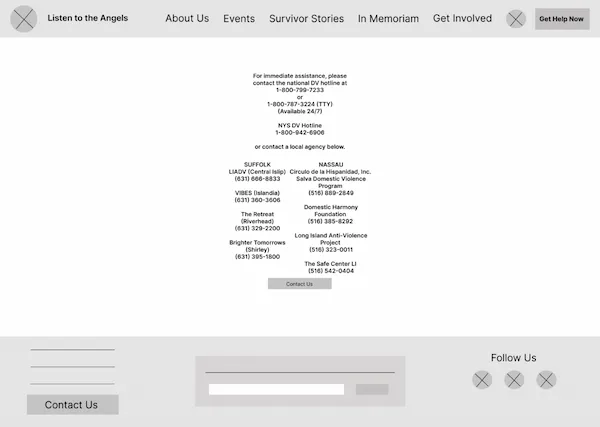 Listen to the Angels
About Us
Events
Survivor Stories
In Memoriam
Get Involved
Get Help Now
For immediate assistance, please
contact the national DV hotline at
1-800-799-7233
or
1-800-787-3224 (TTY)
(Available 24/7)
NYS DV Hotline
1-800-942-6906
or contact a local agency below.
SUFFOLK
LIADV (Central Islip)
(631) 666-8833
VIBES (Islandia)
(631) 360-3606
The Retreat
(Riverhead)
(631) 329-2200
Brighter Tomorrows
(Shirley)
(631) 395-1800
NASSAU
Circulo de la Hispanidad, Inc.
Salva Domestic Violence
Program
(516) 889-2849
Domestic Harmony
Foundation
(516) 385-8292
Long Island Anti-Violence
Project
(516) 323-0011
The Safe Center LI
(516) 542-0404
Contact Us
Contact Us
Follow Us